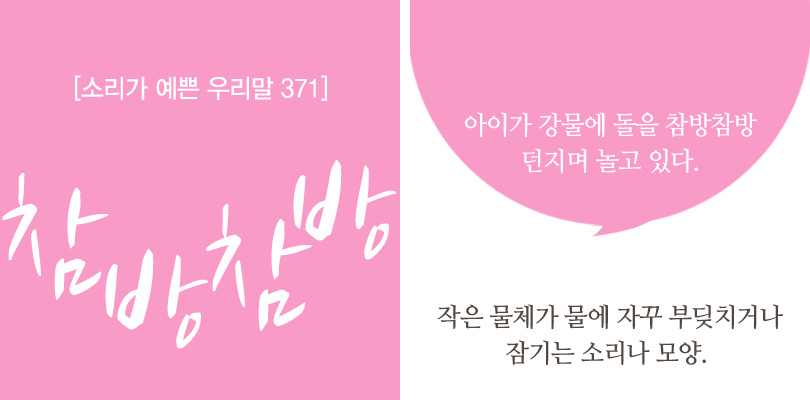 [소리가 예쁜 우리말 371]
참방참방
아이가 강물에 돌을 참방참방
던지며 놀고 있다.
작은 물체가 물에 자꾸 부딪치거나
잠기는 소리나 모양.